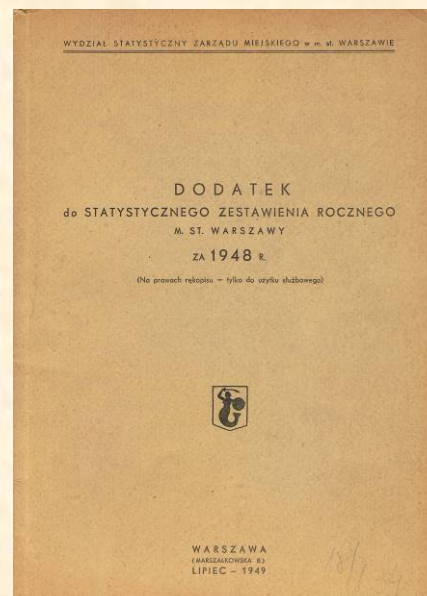 WYDZIAŁ STATYSTYCZNY ZARZĄDU MIEJSKIEGO w m. st. WARSZAWIE
DODATEK
do STATYSTYCZNEGO ZESTAWIENIA ROCZNEGO
M. ST. WARSZAWY
ZA 1948 R.
(Na prawach rękopisu – tylko do użytku służbowego)
WARSZAWA
(MARSZAŁKOWSKA 8)
LIPIEC – 1949